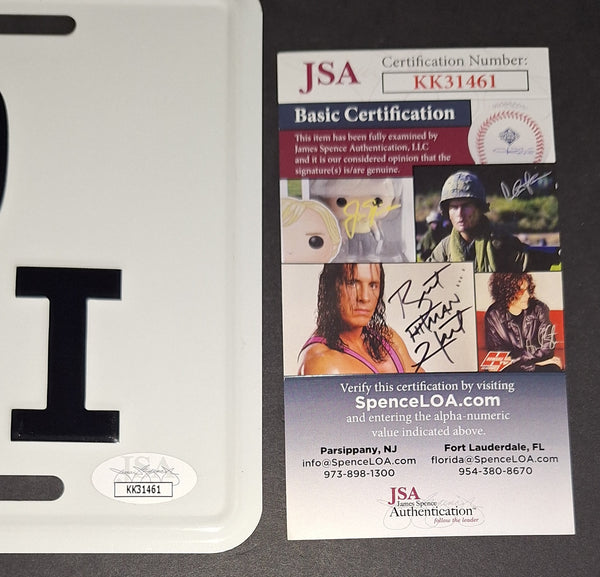 I
JSA
KK31461
JSA
Certification Number:
KK31461
Basic Certification
This item has been fully examined by
James Spence Authentication, LLC
and it is our considered opinion that the
signature(s) is/are genuine.
Bret
HITMAN
Hart
Verify this certification by visiting
SpenceLOA.com
and entering the alpha-numeric
value indicated above.
Parsippany, NJ
info@SpenceLOA.com
973-898-1300
Fort Lauderdale, FL
florida@SpenceLOA.com
954-380-8670
JSA
James Spence
Authentication™
follow the leader